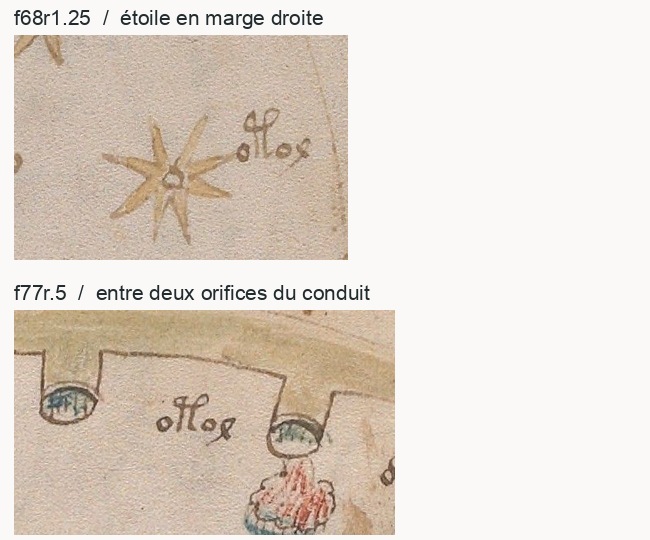 f68r1.25 / étoile en marge droite
f77r.5 / entre deux orifices du conduit